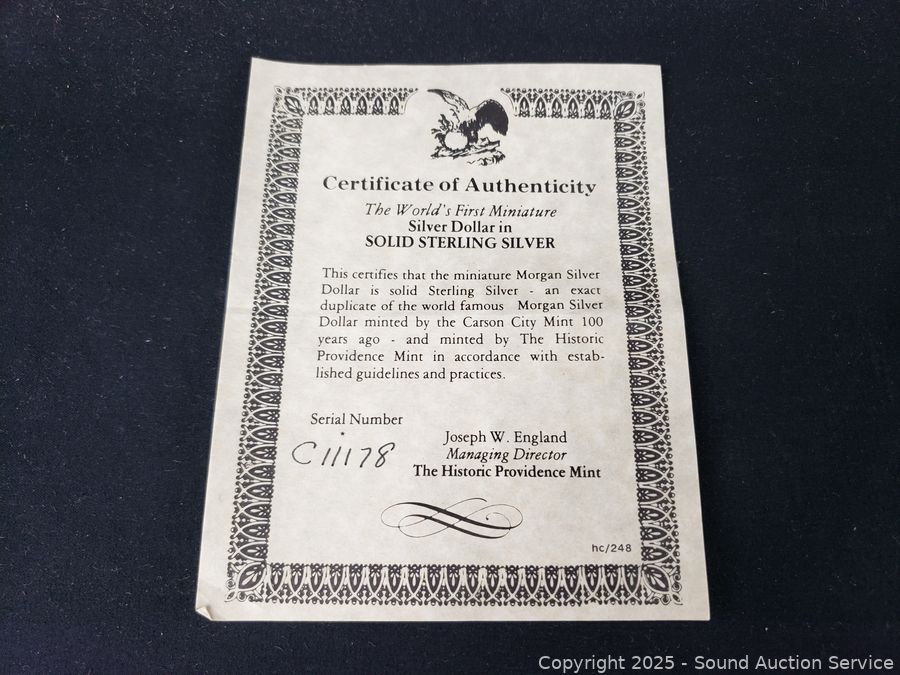 Certificate of Authenticity
The World's First Miniature
Silver Dollar in
SOLID STERLING SILVER
This certifies that the miniature Morgan Silver
Dollar is solid Sterling Silver - an exact
duplicate of the world famous Morgan Silver
Dollar minted by the Carson City Mint 100
years ago - and minted by The Historic
Providence Mint in accordance with estab-
lished guidelines and practices.
Serial Number
C11178
Joseph W. England
Managing Director
The Historic Providence Mint
hc/248
Copyright 2025 - Sound Auction Service